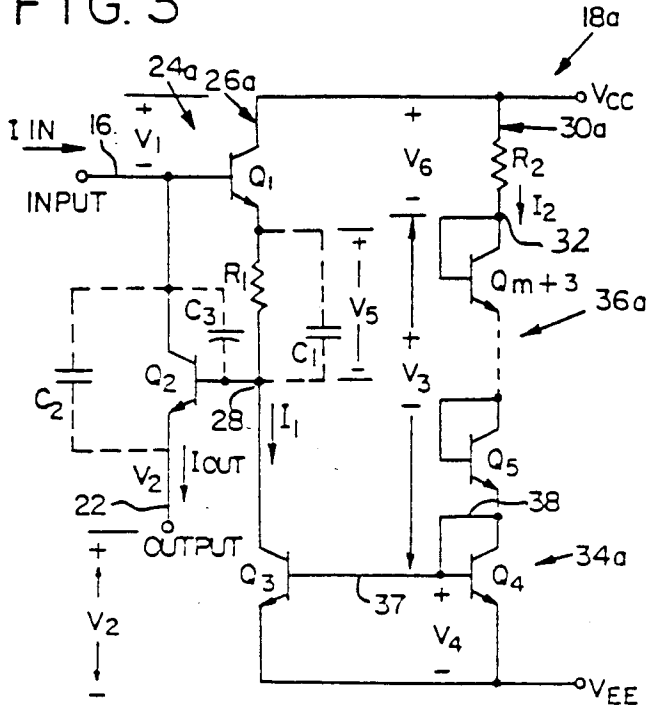 FIG. 3
18a
24a
26a
VCC
I IN
+
V1
-
16
+
V6
-
30a
R2
Q1
INPUT
I2
32
Qm+3
36a
C3
R1
+
V5
-
C1
+
V3
-
Q2
C2
28
I1
Q5
IOUT
V2
22
38
OUTPUT
Q3
37
Q4
34a
+
V2
-
+
V4
-
VEE